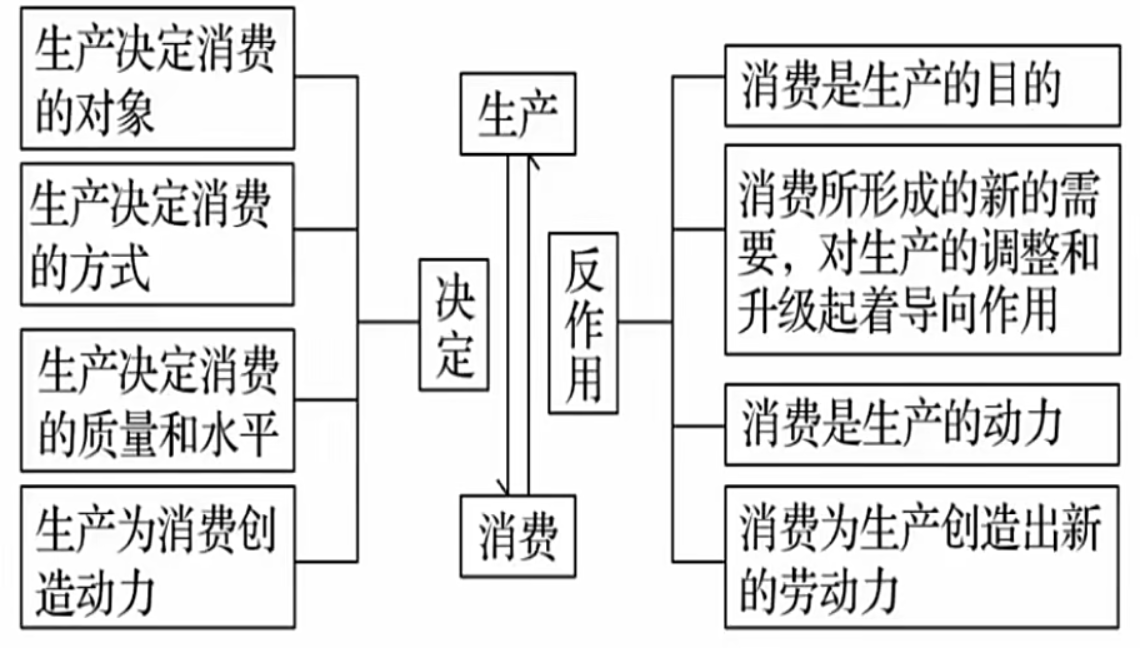 生产决定消费
的对象
生产决定消费
的方式
生产决定消费
的质量和水平
生产为消费创
造动力
决定
生产
消费
反作用
消费是生产的目的
消费所形成的新的需
要，对生产的调整和
升级起着导向作用
消费是生产的动力
消费为生产创造出新
的劳动力